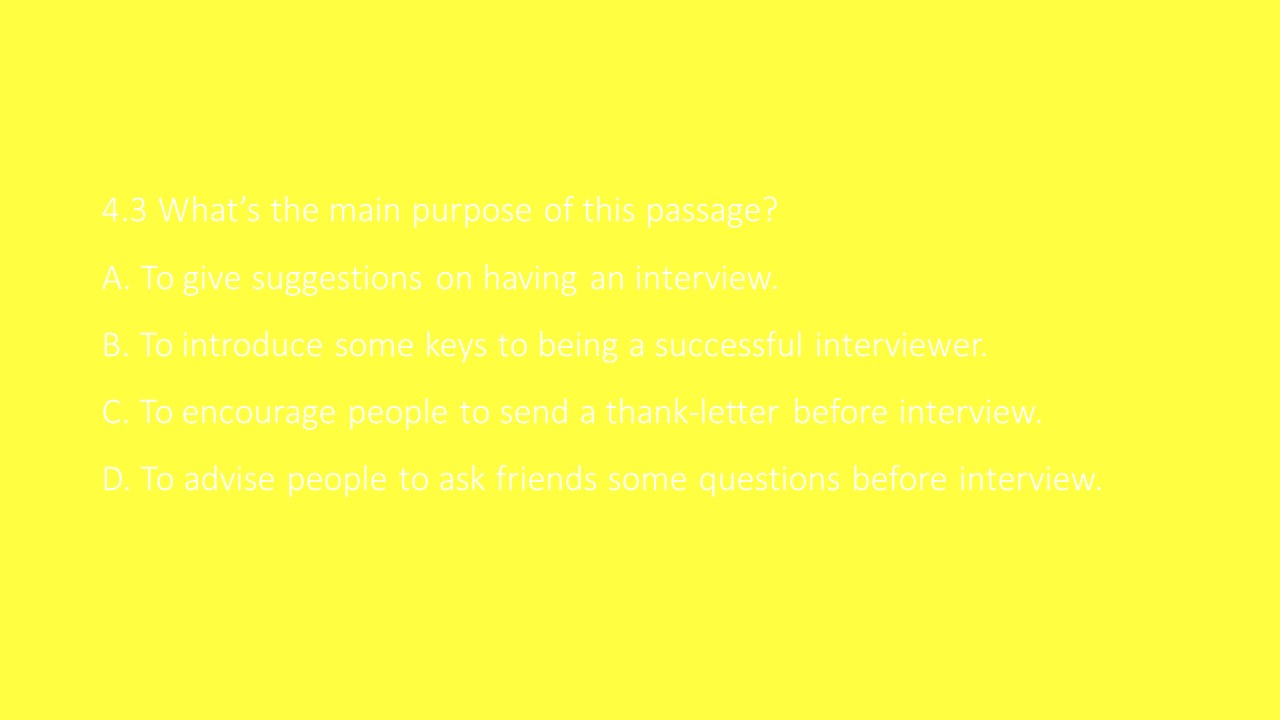 4.3 What’s the main purpose of this passage?
A. To give suggestions on having an interview.
B. To introduce some keys to being a successful interviewer.
C. To encourage people to send a thank-letter before interview.
D. To advise people to ask friends some questions before interview.